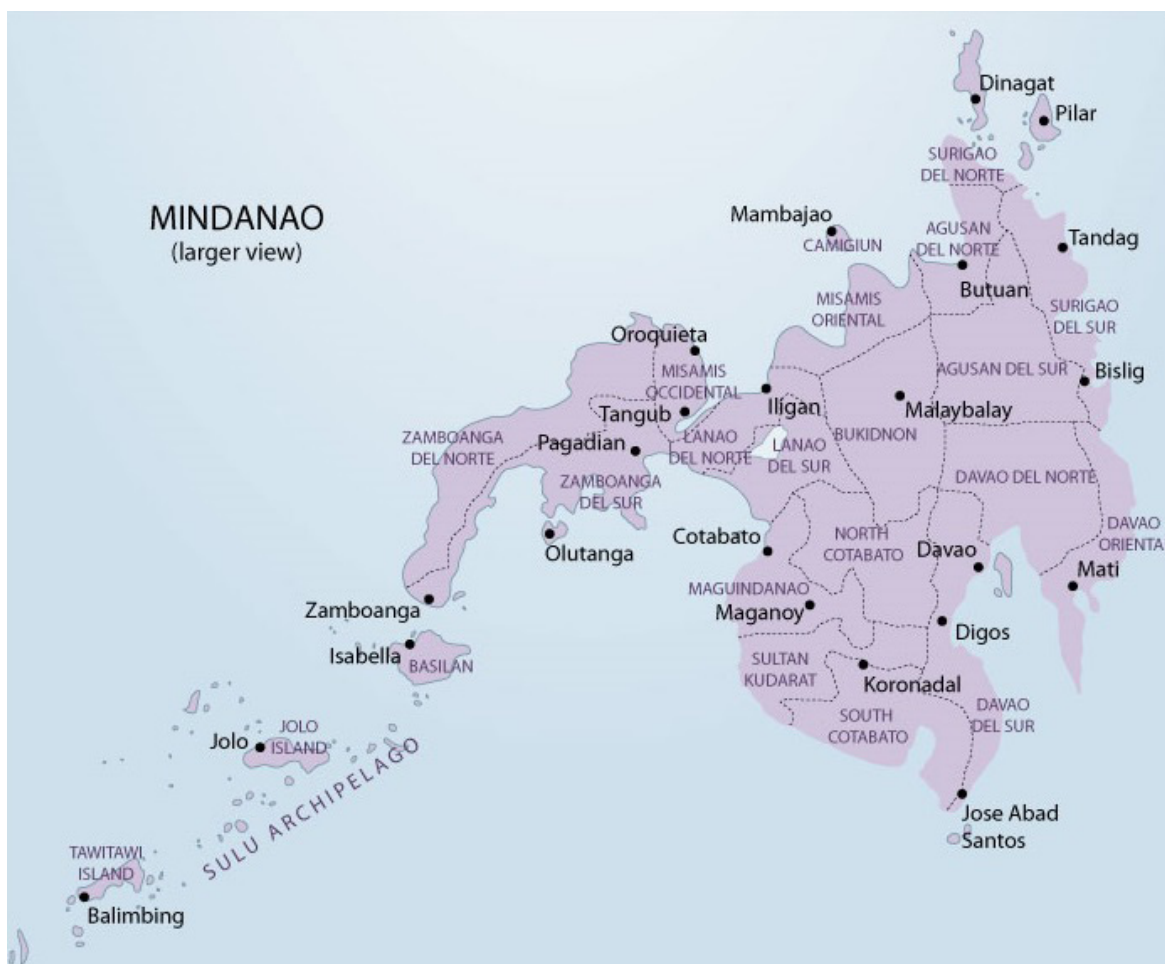 Dinagat
Pilar
SURIGAO
DEL NORTE
MINDANAO
(larger view)
Mambajao
CAMIGIUN
AGUSAN
DEL NORTE
Tandag
Butuan
MISAMIS
ORIENTAL
SURIGAO
DEL SUR
Oroquieta
MISAMIS
OCCIDENTAL
AGUSAN DEL SUR
Bislig
Iligan
Malaybalay
Tangub
ZAMBOANGA
DEL NORTE
Pagadian
LANAO
DEL NORTE
LANAO
DEL SUR
BUKIDNON
ZAMBOANGA
DEL SUR
DAVAO DEL NORTE
Olutanga
Cotabato
NORTH
COTABATO
Davao
DAVAO
ORIENTA
Mati
MAGUINDANAO
Maganoy
Zamboanga
Digos
Isabella
BASILAN
SULTAN
KUDARAT
Koronadal
SOUTH
COTABATO
DAVAO
DEL SUR
Jolo
JOLO
ISLAND
SULU ARCHIPELAGO
Jose Abad
Santos
TAWITAWI
ISLAND
Balimbing